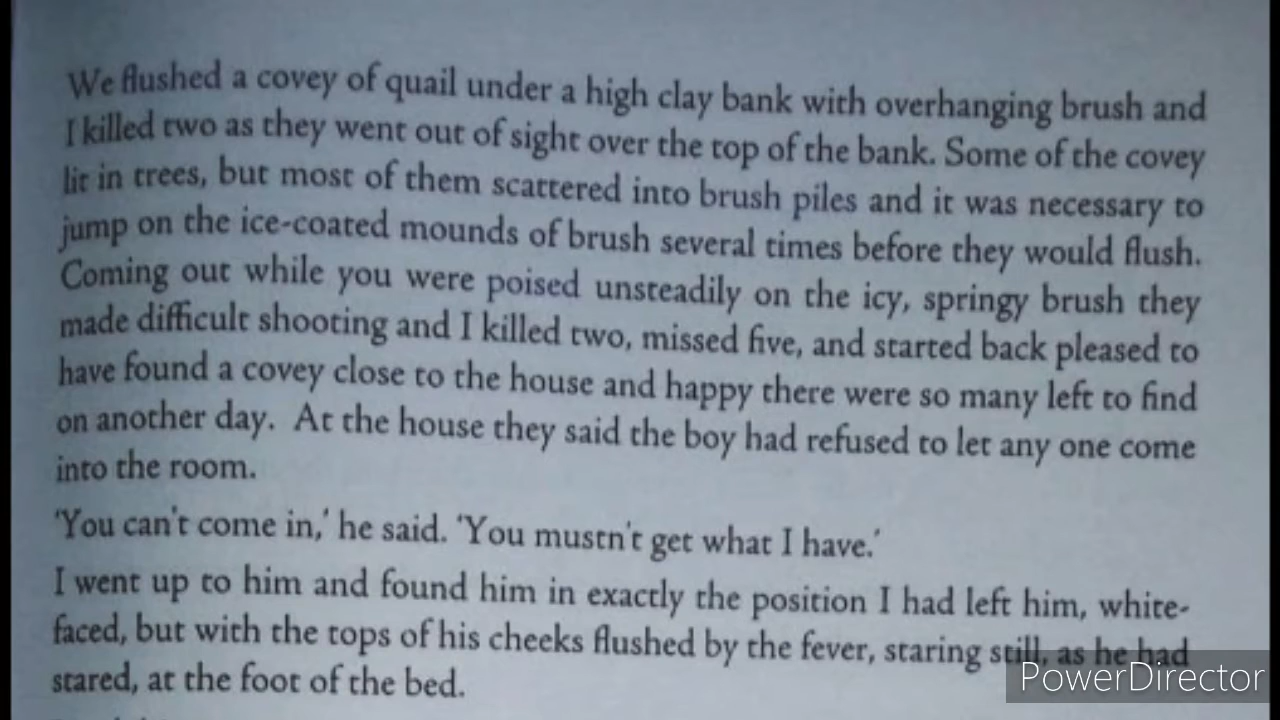 We flushed a covey of quail under a high clay bank with overhanging brush and
I killed two as they went out of sight over the top of the bank. Some of the covey
lit in trees, but most of them scattered into brush piles and it was necessary to
jump on the ice-coated mounds of brush several times before they would flush.
Coming out while you were poised unsteadily on the icy, springy brush they
made difficult shooting and I killed two, missed five, and started back pleased to
have found a covey close to the house and happy there were so many left to find
on another day. At the house they said the boy had refused to let any one come
into the room.
'You can't come in,' he said. 'You mustn't get what I have.'
I went up to him and found him in exactly the position I had left him, white-
faced, but with the tops of his cheeks flushed by the fever, staring still, as he had
stared, at the foot of the bed.
PowerDirector